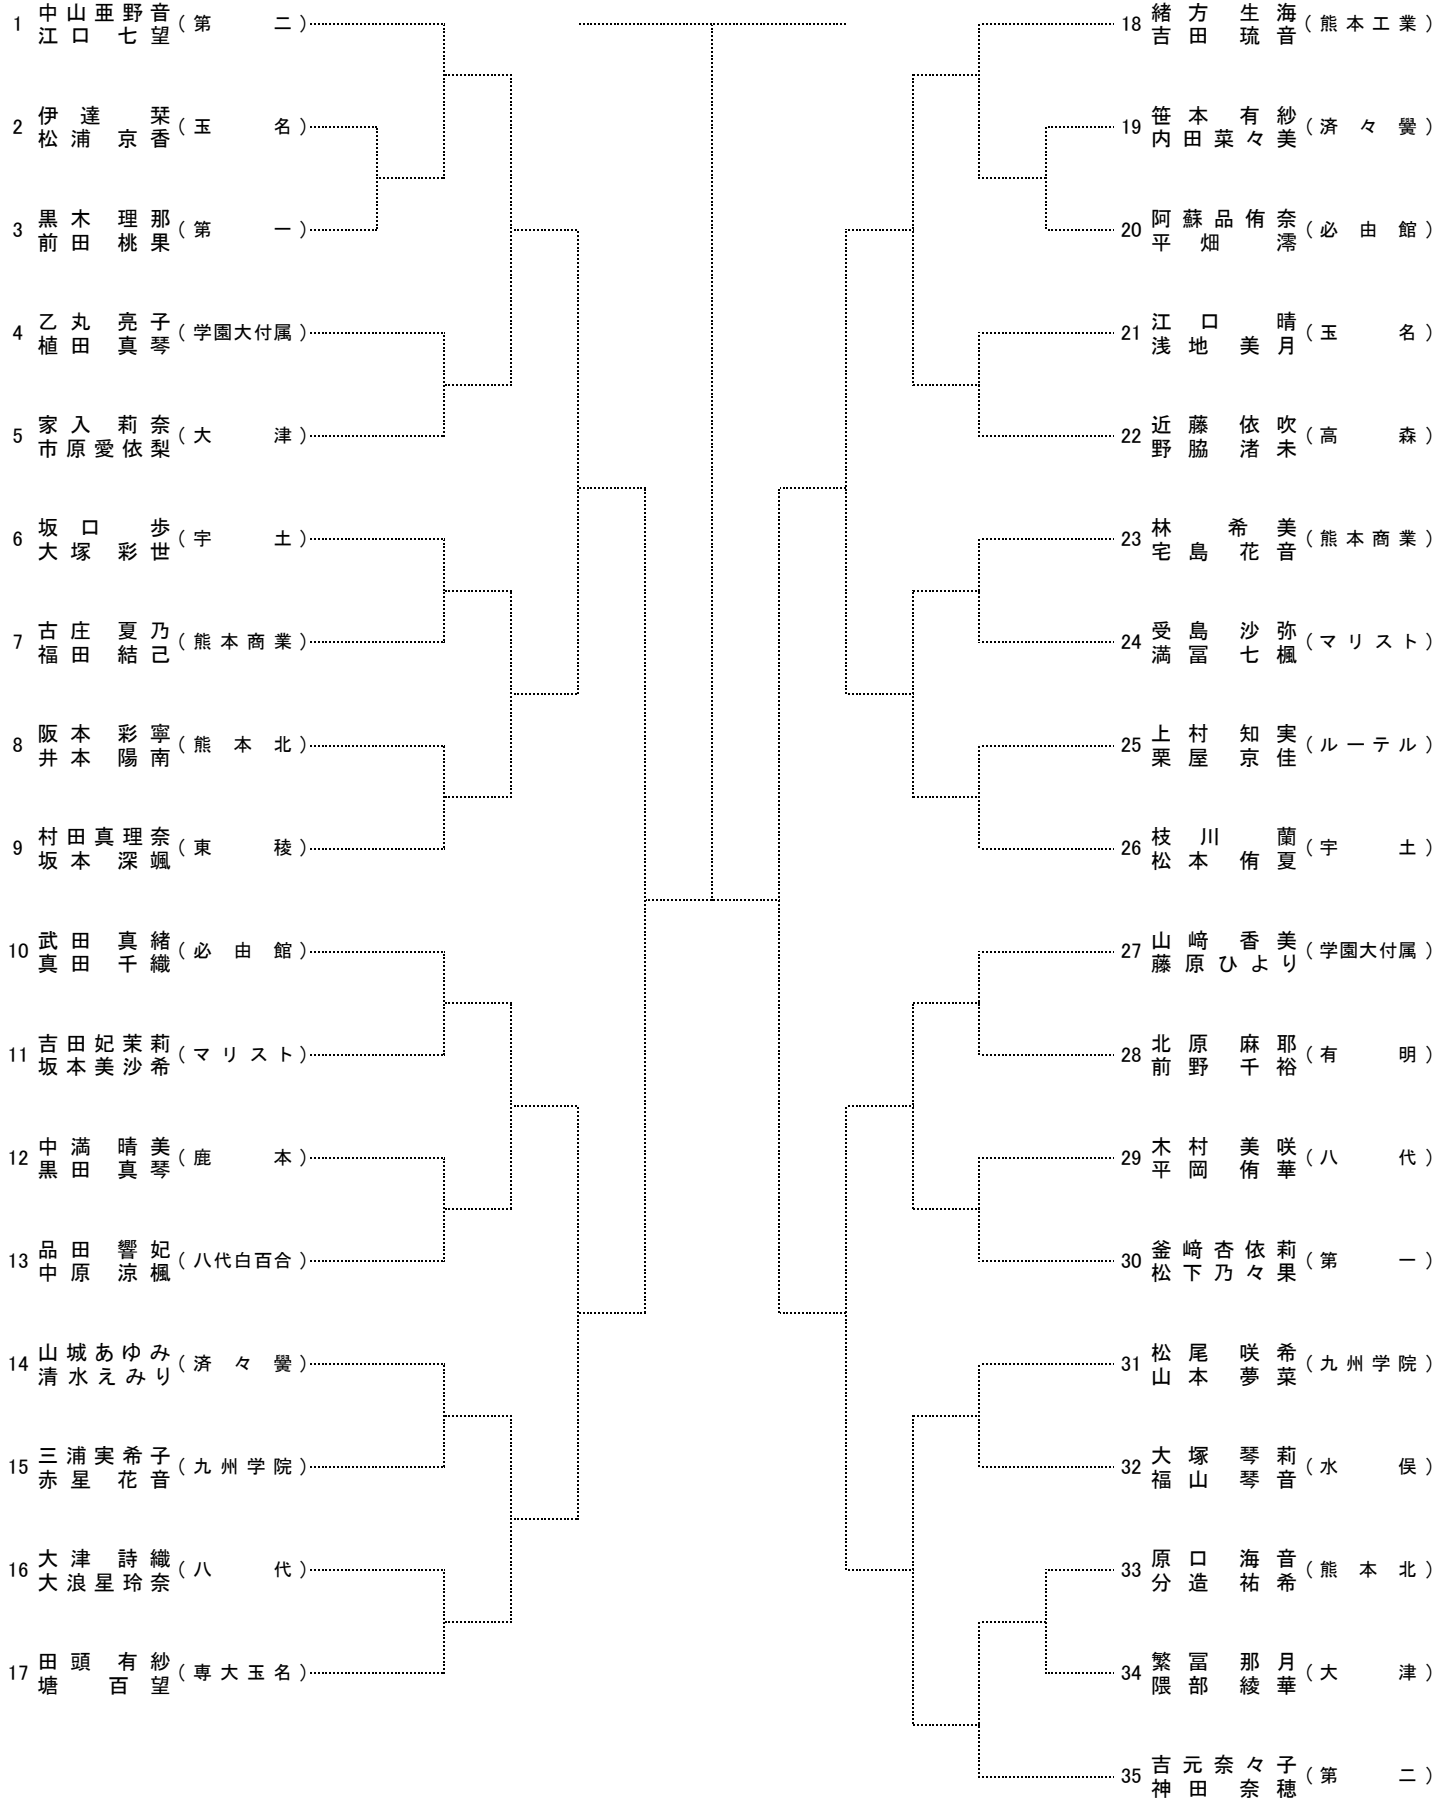 1 中山亜野音 江口七望 (第二)
2 伊達栞 松浦京香 (玉名)
3 黒木理那 前田桃果 (第一)
4 乙丸亮子 植田真琴 (学園大付属)
5 家入莉奈 市原愛依梨 (大津)
6 坂口歩 大塚彩世 (宇土)
7 古庄夏乃 福田結己 (熊本商業)
8 阪本彩寧 井本陽南 (熊本北)
9 村田真理奈 坂本深颯 (東稜)
10 武田真緒 真田千織 (必由館)
11 吉田妃茉莉 坂本美沙希 (マリスト)
12 中満晴美 黒田真琴 (鹿本)
13 品田響妃 中原涼楓 (八代白百合)
14 山城あゆみ 清水えみり (済々黌)
15 三浦実希子 赤星花音 (九州学院)
16 大津詩織 大浪星玲奈 (八代)
17 田頭有紗 塘百望 (専大玉名)
18 緒方生海 吉田琉音 (熊本工業)
19 笹本有紗 内田菜々美 (済々黌)
20 阿蘇品侑奈 平畑澪 (必由館)
21 江口晴 浅地美月 (玉名)
22 近藤依吹 野脇渚未 (高森)
23 林希美 宅島花音 (熊本商業)
24 受島沙弥 満冨七楓 (マリスト)
25 上村知実 栗屋京佳 (ルーテル)
26 枝川蘭 松本侑夏 (宇土)
27 山﨑香美 藤原ひより (学園大付属)
28 北原麻耶 前野千裕 (有明)
29 木村美咲 平岡侑華 (八代)
30 釜﨑杏依莉 松下乃々果 (第一)
31 松尾咲希 山本夢菜 (九州学院)
32 大塚琴莉 福山琴音 (水俣)
33 原口海音 分造祐希 (熊本北)
34 繁冨那月 隈部綾華 (大津)
35 吉元奈々子 神田奈穂 (第二)